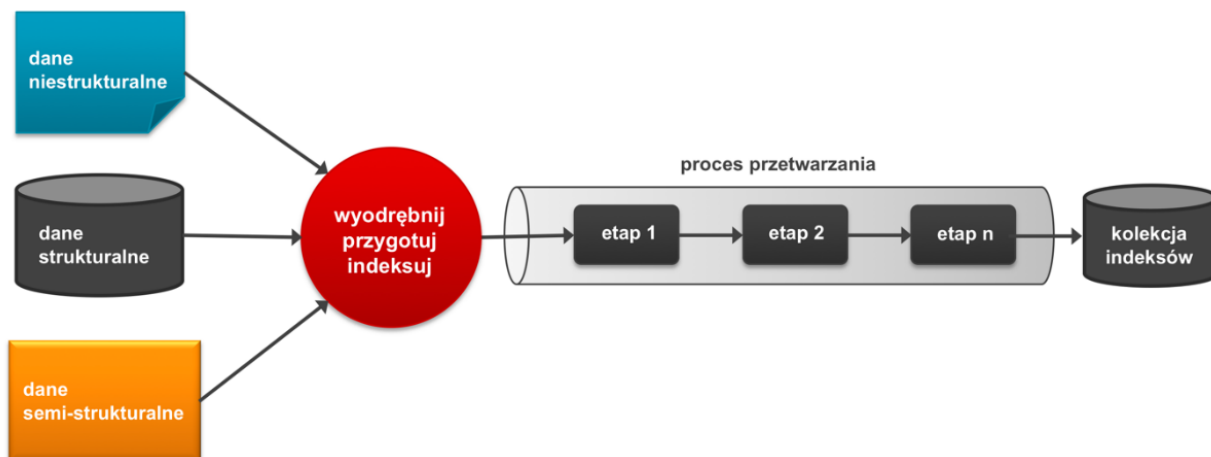 dane
niestrukturalne
dane
strukturalne
dane
semi-strukturalne
wyodrębnij
przygotuj
indeksuj
proces przetwarzania
etap 1
etap 2
etap n
kolekcja
indeksów